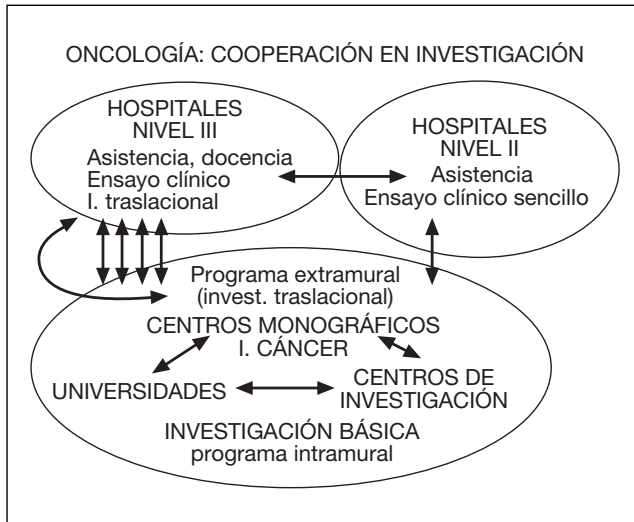 ONCOLOGÍA: COOPERACIÓN EN INVESTIGACIÓN
HOSPITALES
NIVEL III
Asistencia, docencia
Ensayo clínico
I. traslacional
HOSPITALES
NIVEL II
Asistencia
Ensayo clínico sencillo
Programa extramural
(invest. traslacional)
CENTROS MONOGRÁFICOS
I. CÁNCER
UNIVERSIDADES
CENTROS DE
INVESTIGACIÓN
INVESTIGACIÓN BÁSICA
programa intramural